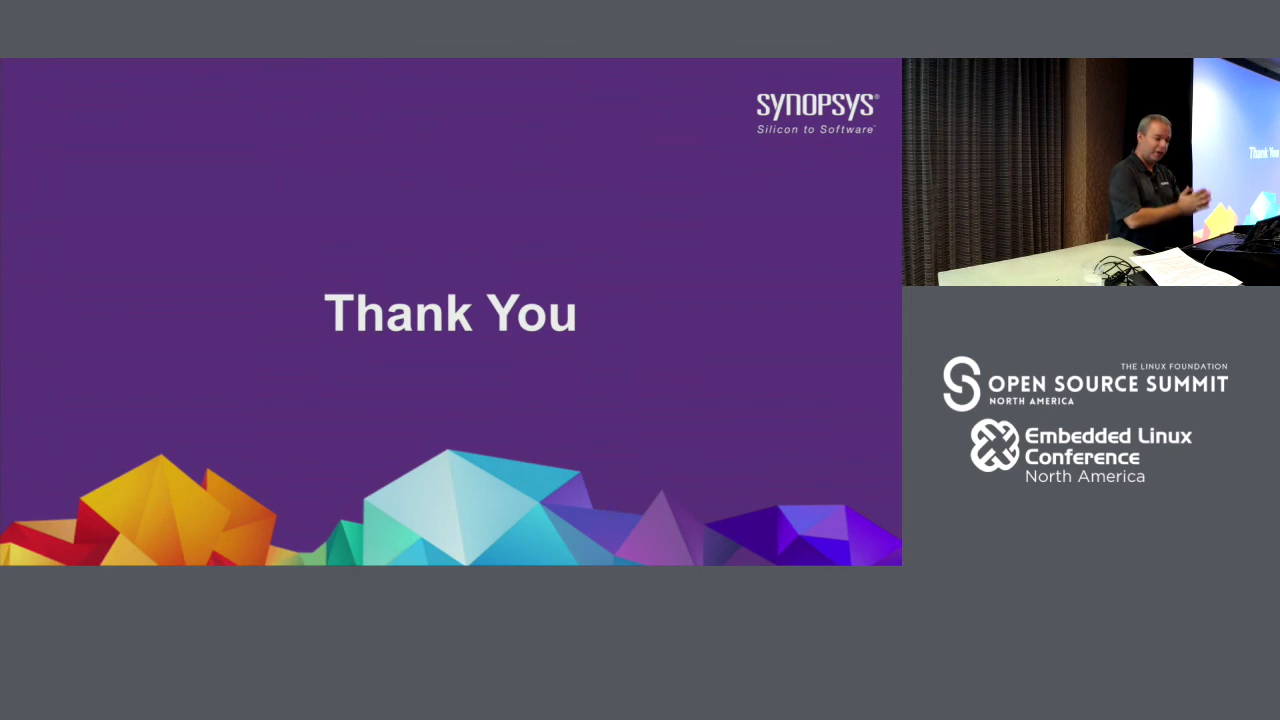 SYNOPSYS®
Silicon to Software™
Thank You
Thank You
THE LINUX FOUNDATION
OPEN SOURCE SUMMIT
NORTH AMERICA
Embedded Linux
Conference
North America